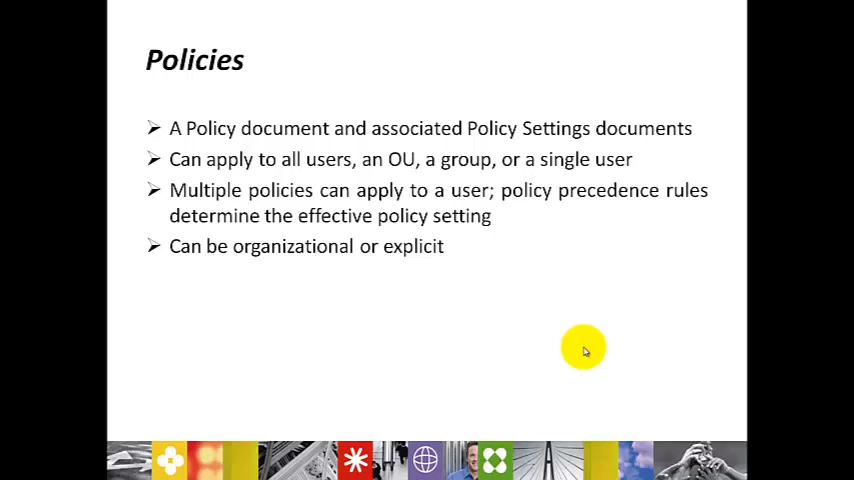 Policies
A Policy document and associated Policy Settings documents
Can apply to all users, an OU, a group, or a single user
Multiple policies can apply to a user; policy precedence rules
determine the effective policy setting
Can be organizational or explicit